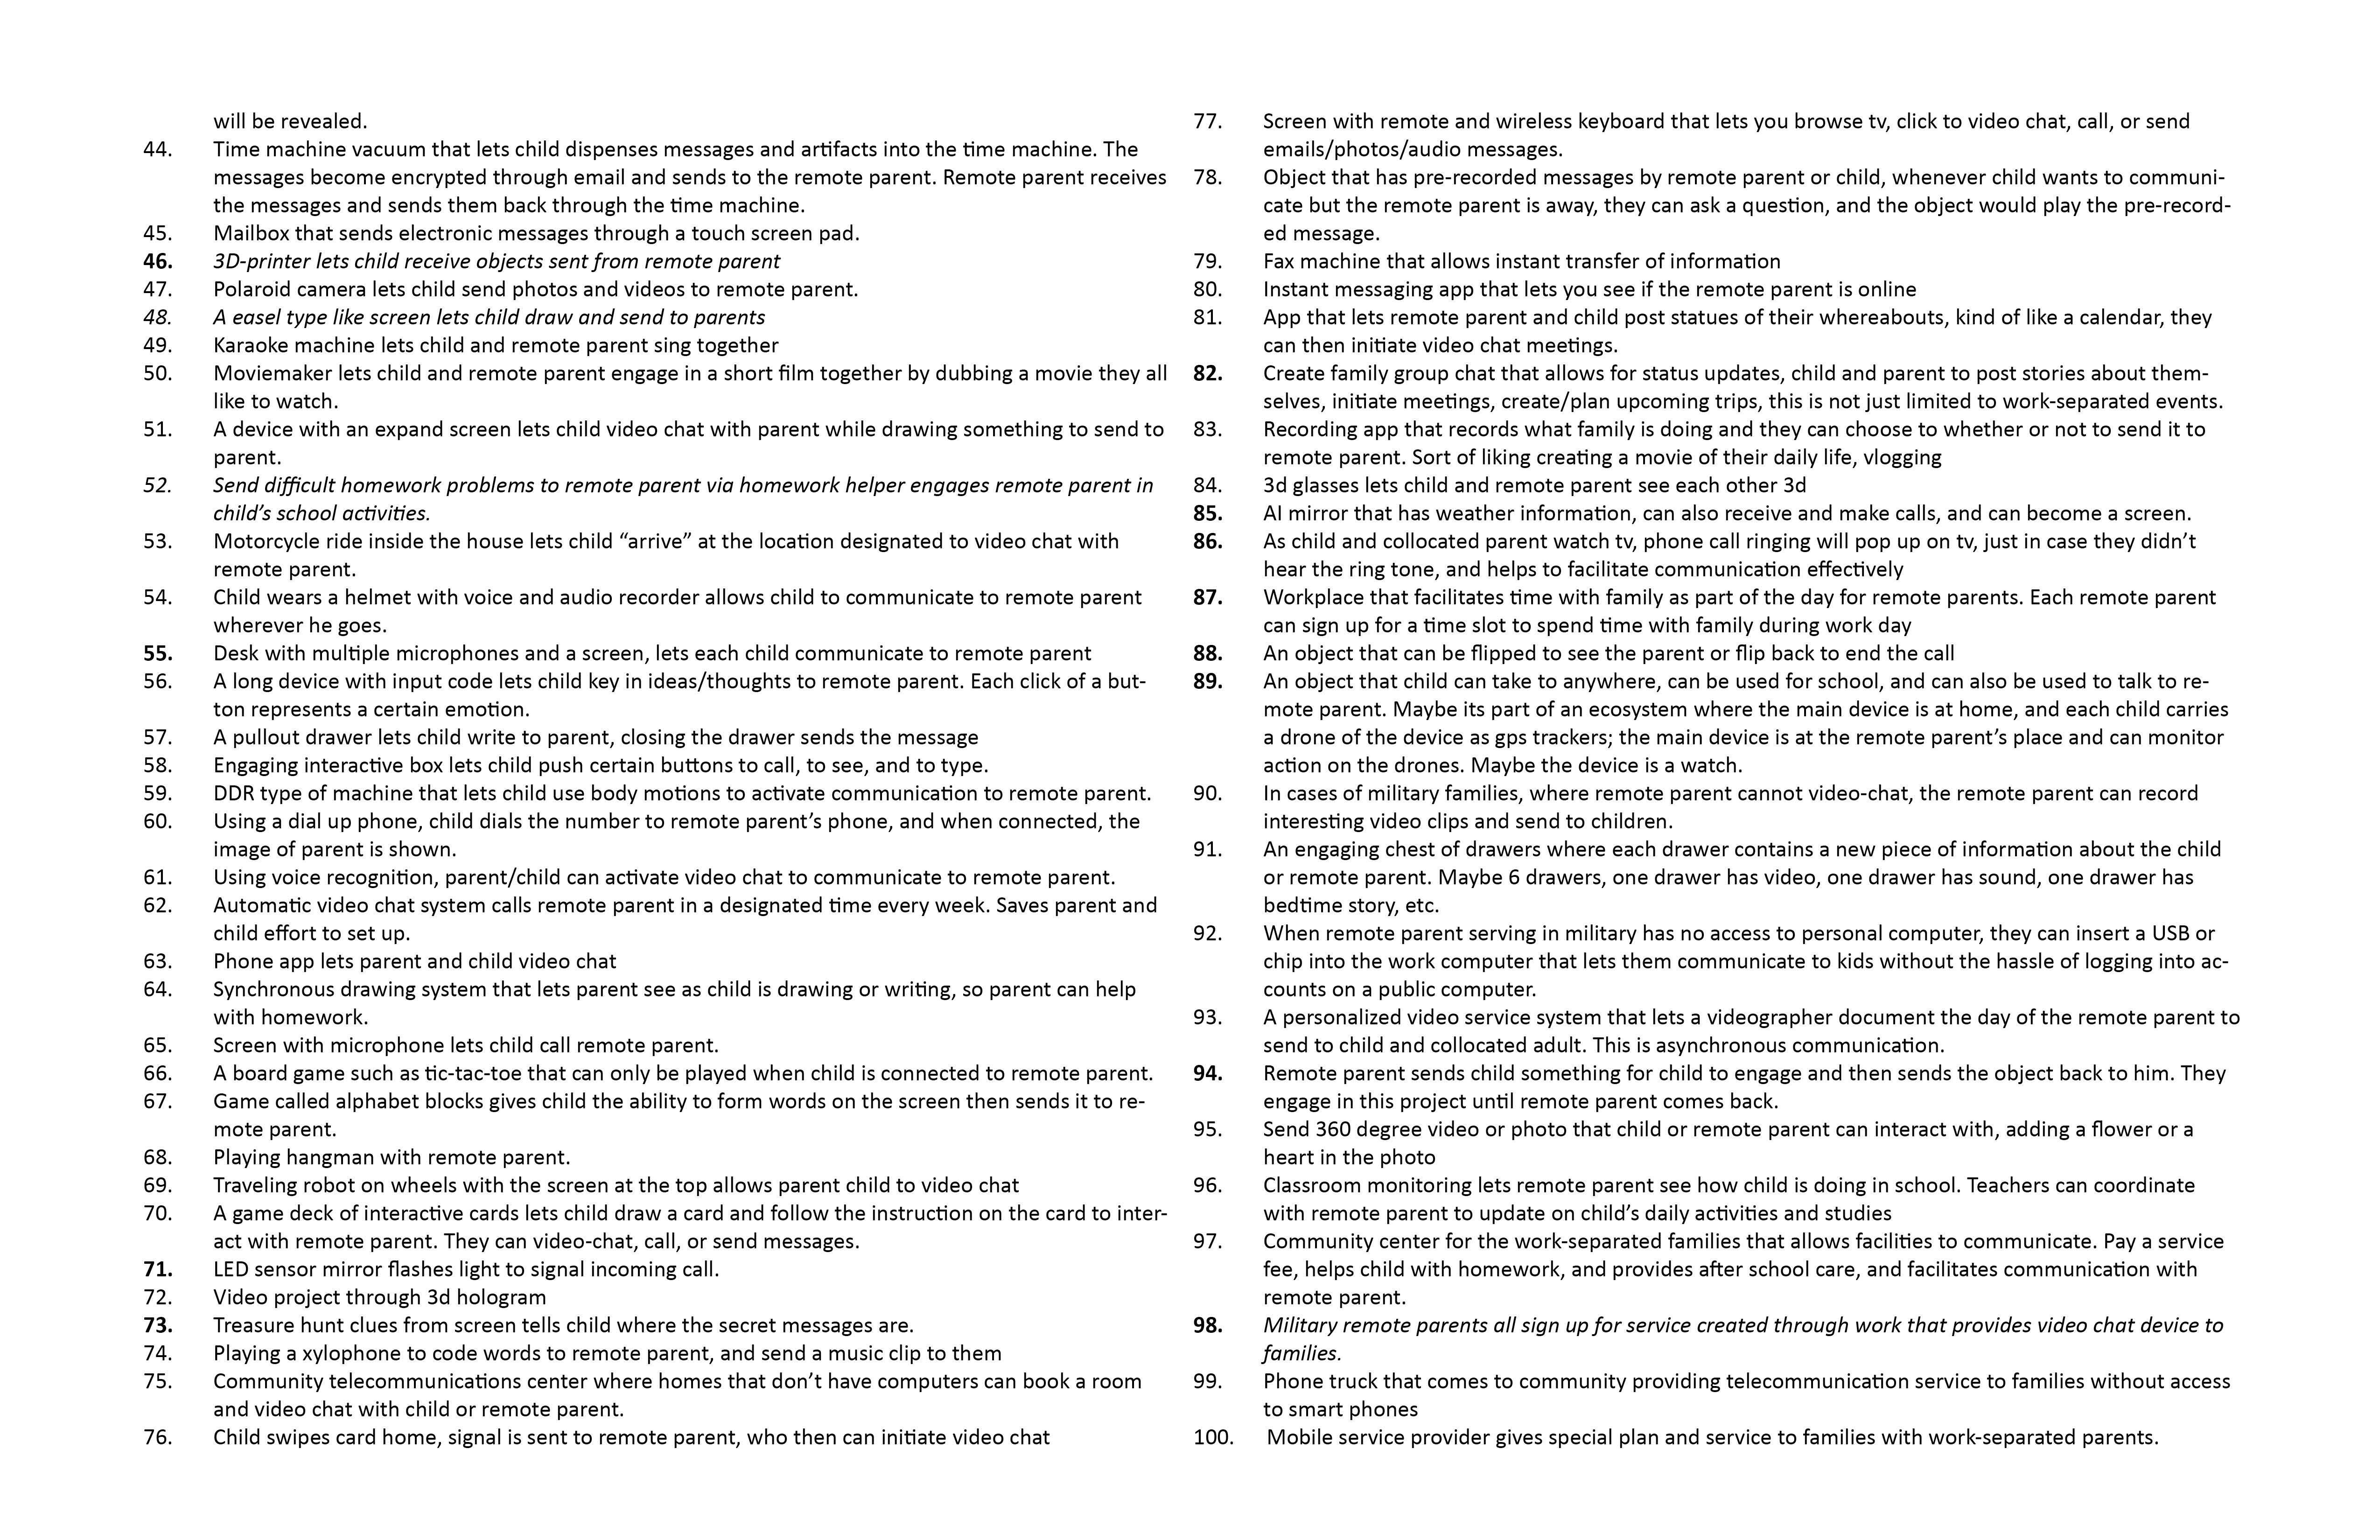 will be revealed.
44. Time machine vacuum that lets child dispenses messages and artifacts into the time machine. The
messages become encrypted through email and sends to the remote parent. Remote parent receives
the messages and sends them back through the time machine.
45. Mailbox that sends electronic messages through a touch screen pad.
46. 3D-printer lets child receive objects sent from remote parent
47. Polaroid camera lets child send photos and videos to remote parent.
48. A easel type like screen lets child draw and send to parents
49. Karaoke machine lets child and remote parent sing together
50. Moviemaker lets child and remote parent engage in a short film together by dubbing a movie they all
like to watch.
51. A device with an expand screen lets child video chat with parent while drawing something to send to
parent.
52. Send difficult homework problems to remote parent via homework helper engages remote parent in
child’s school activities.
53. Motorcycle ride inside the house lets child “arrive” at the location designated to video chat with
remote parent.
54. Child wears a helmet with voice and audio recorder allows child to communicate to remote parent
wherever he goes.
55. Desk with multiple microphones and a screen, lets each child communicate to remote parent
56. A long device with input code lets child key in ideas/thoughts to remote parent. Each click of a but-
ton represents a certain emotion.
57. A pullout drawer lets child write to parent, closing the drawer sends the message
58. Engaging interactive box lets child push certain buttons to call, to see, and to type.
59. DDR type of machine that lets child use body motions to activate communication to remote parent.
60. Using a dial up phone, child dials the number to remote parent’s phone, and when connected, the
image of parent is shown.
61. Using voice recognition, parent/child can activate video chat to communicate to remote parent.
62. Automatic video chat system calls remote parent in a designated time every week. Saves parent and
child effort to set up.
63. Phone app lets parent and child video chat
64. Synchronous drawing system that lets parent see as child is drawing or writing, so parent can help
with homework.
65. Screen with microphone lets child call remote parent.
66. A board game such as tic-tac-toe that can only be played when child is connected to remote parent.
67. Game called alphabet blocks gives child the ability to form words on the screen then sends it to re-
mote parent.
68. Playing hangman with remote parent.
69. Traveling robot on wheels with the screen at the top allows parent child to video chat
70. A game deck of interactive cards lets child draw a card and follow the instruction on the card to inter-
act with remote parent. They can video-chat, call, or send messages.
71. LED sensor mirror flashes light to signal incoming call.
72. Video project through 3d hologram
73. Treasure hunt clues from screen tells child where the secret messages are.
74. Playing a xylophone to code words to remote parent, and send a music clip to them
75. Community telecommunications center where homes that don’t have computers can book a room
and video chat with child or remote parent.
76. Child swipes card home, signal is sent to remote parent, who then can initiate video chat
77. Screen with remote and wireless keyboard that lets you browse tv, click to video chat, call, or send
emails/photos/audio messages.
78. Object that has pre-recorded messages by remote parent or child, whenever child wants to communi-
cate but the remote parent is away, they can ask a question, and the object would play the pre-record-
ed message.
79. Fax machine that allows instant transfer of information
80. Instant messaging app that lets you see if the remote parent is online
81. App that lets remote parent and child post statues of their whereabouts, kind of like a calendar, they
can then initiate video chat meetings.
82. Create family group chat that allows for status updates, child and parent to post stories about them-
selves, initiate meetings, create/plan upcoming trips, this is not just limited to work-separated events.
83. Recording app that records what family is doing and they can choose to whether or not to send it to
remote parent. Sort of liking creating a movie of their daily life, vlogging
84. 3d glasses lets child and remote parent see each other 3d
85. AI mirror that has weather information, can also receive and make calls, and can become a screen.
86. As child and collocated parent watch tv, phone call ringing will pop up on tv, just in case they didn’t
hear the ring tone, and helps to facilitate communication effectively
87. Workplace that facilitates time with family as part of the day for remote parents. Each remote parent
can sign up for a time slot to spend time with family during work day
88. An object that can be flipped to see the parent or flip back to end the call
89. An object that child can take to anywhere, can be used for school, and can also be used to talk to re-
mote parent. Maybe its part of an ecosystem where the main device is at home, and each child carries
a drone of the device as gps trackers; the main device is at the remote parent’s place and can monitor
action on the drones. Maybe the device is a watch.
90. In cases of military families, where remote parent cannot video-chat, the remote parent can record
interesting video clips and send to children.
91. An engaging chest of drawers where each drawer contains a new piece of information about the child
or remote parent. Maybe 6 drawers, one drawer has video, one drawer has sound, one drawer has
bedtime story, etc.
92. When remote parent serving in military has no access to personal computer, they can insert a USB or
chip into the work computer that lets them communicate to kids without the hassle of logging into ac-
counts on a public computer.
93. A personalized video service system that lets a videographer document the day of the remote parent to
send to child and collocated adult. This is asynchronous communication.
94. Remote parent sends child something for child to engage and then sends the object back to him. They
engage in this project until remote parent comes back.
95. Send 360 degree video or photo that child or remote parent can interact with, adding a flower or a
heart in the photo
96. Classroom monitoring lets remote parent see how child is doing in school. Teachers can coordinate
with remote parent to update on child’s daily activities and studies
97. Community center for the work-separated families that allows facilities to communicate. Pay a service
fee, helps child with homework, and provides after school care, and facilitates communication with
remote parent.
98. Military remote parents all sign up for service created through work that provides video chat device to
families.
99. Phone truck that comes to community providing telecommunication service to families without access
to smart phones
100. Mobile service provider gives special plan and service to families with work-separated parents.